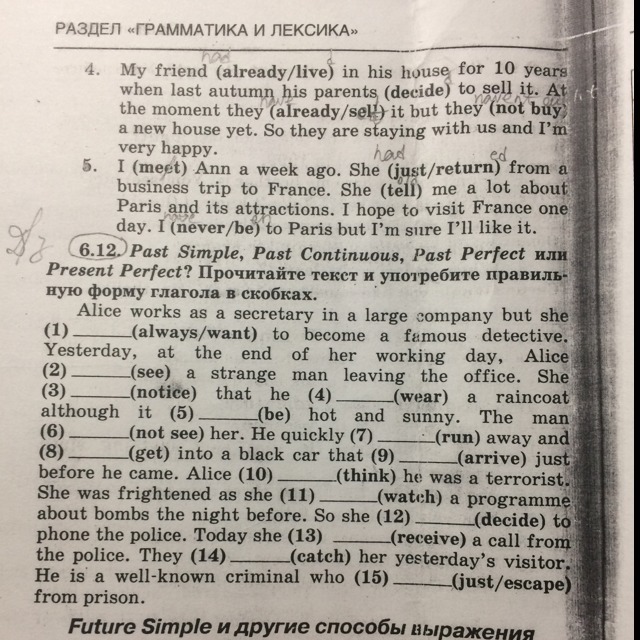 РАЗДЕЛ «ГРАММАТИКА И ЛЕКСИКА»
had
4. My friend (already/live) in his house for 10 years
when last autumn his parents (decide) to sell it. At
the moment they (already/sell) it but they (not buy)
a new house yet. So they are staying with us and I'm
very happy.
had ed
5. I (meet) Ann a week ago. She (just/return) from a
business trip to France. She (tell) me a lot about
Paris and its attractions. I hope to visit France one
day. I (never/be) to Paris but I'm sure I'll like it.
6.12. Past Simple, Past Continuous, Past Perfect или
Present Perfect? Прочитайте текст и употребите правиль-
ную форму глагола в скобках.
Alice works as a secretary in a large company but she
(1) ______(always/want) to become a famous detective.
Yesterday, at the end of her working day, Alice
(2) ______(see) a strange man leaving the office. She
(3) ______(notice) that he (4) ______(wear) a raincoat
although it (5) ______(be) hot and sunny. The man
(6) ______(not see) her. He quickly (7) ______(run) away and
(8) ______(get) into a black car that (9) ______(arrive) just
before he came. Alice (10) ______(think) he was a terrorist.
She was frightened as she (11) ______(watch) a programme
about bombs the night before. So she (12) ______(decide) to
phone the police. Today she (13) ______(receive) a call from
the police. They (14) ______(catch) her yesterday's visitor.
He is a well-known criminal who (15) ______(just/escape)
from prison.
Future Simple и другие способы выражения